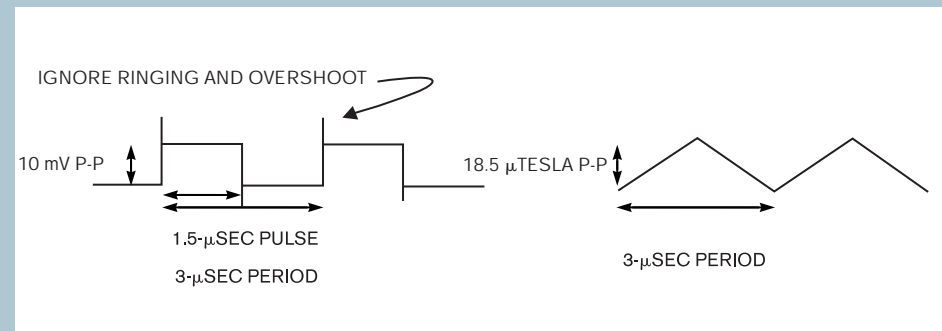 IGNORE RINGING AND OVERSHOOT
10 mV P-P
1.5-μSEC PULSE
3-μSEC PERIOD
18.5 μTESLA P-P
3-μSEC PERIOD